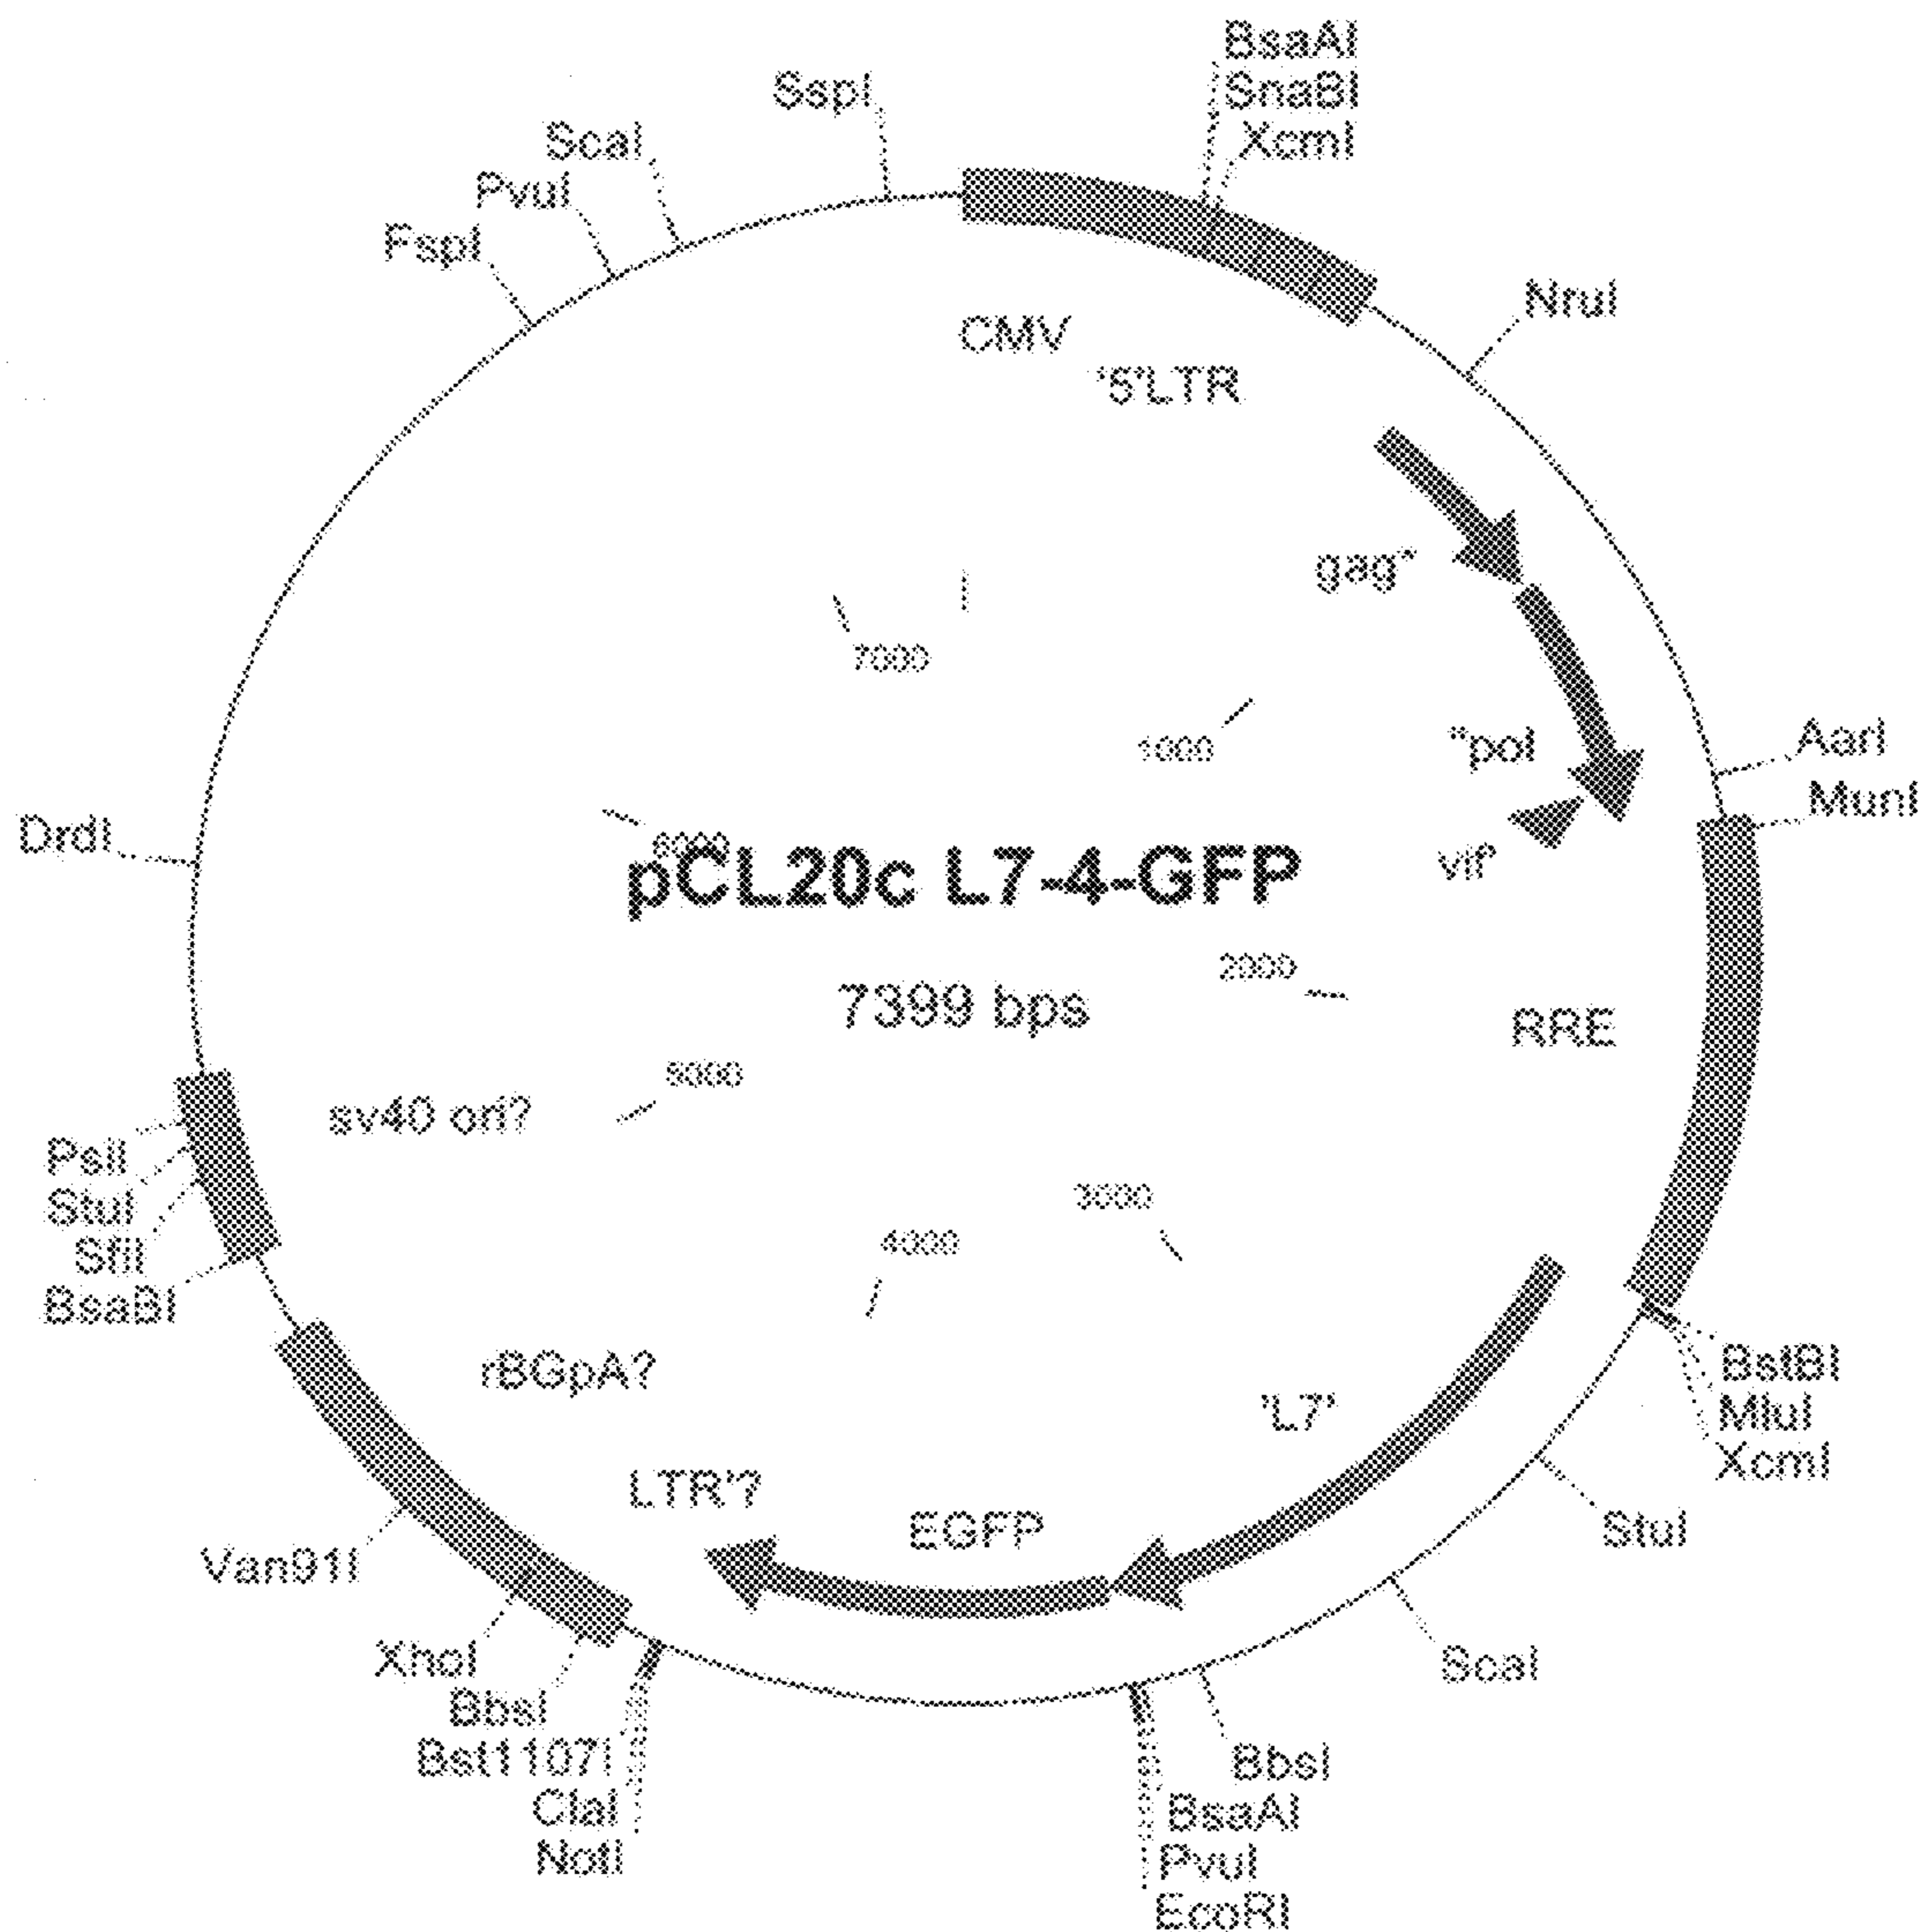 BsaAI
SnaBI
XcmI
SspI
ScaI
PvuI
FspI
NruI
CMV
'5'LTR
gag"
7000
1000
"pol
AarI
MunI
DrdI
6000
vif'
pCL20c L7-4-GFP
2000
7399 bps
RRE
5000
sv40 ori?
PsiI
StuI
SfiI
BsaBI
3000
4000
rBGpA?
'L7'
BstBI
MluI
XcmI
LTR'?
EGFP
StuI
Van91I
XhoI
BbsI
Bst1107I
ClaI
NotI
ScaI
BbsI
BsaAI
PvuI
EcoRI